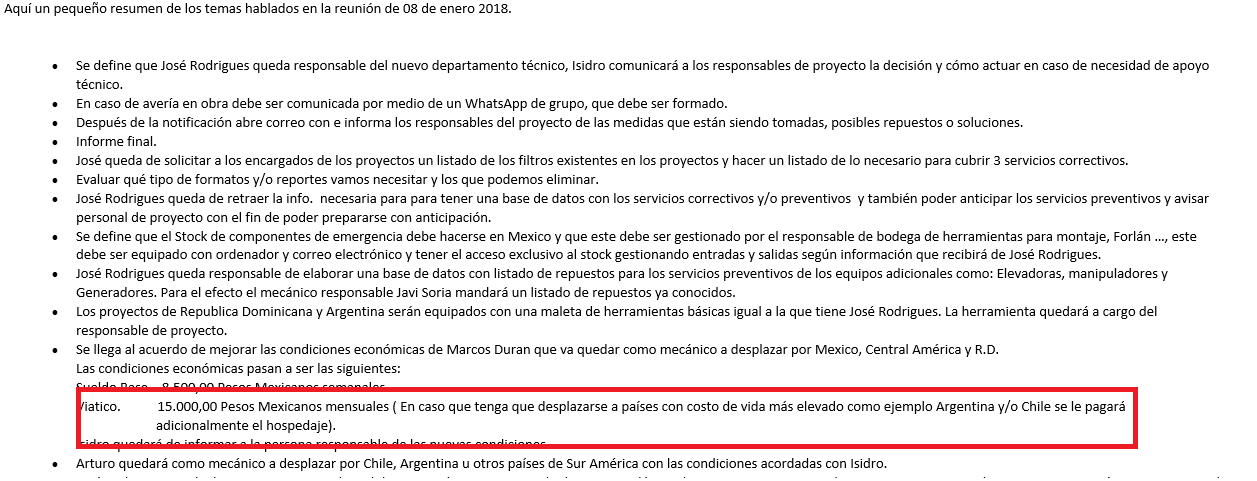 Aquí un pequeño resumen de los temas hablados en la reunión de 08 de enero 2018.
• Se define que José Rodrigues queda responsable del nuevo departamento técnico, Isidro comunicará a los responsables de proyecto la decisión y cómo actuar en caso de necesidad de apoyo
técnico.
• En caso de avería en obra debe ser comunicada por medio de un WhatsApp de grupo, que debe ser formado.
• Después de la notificación abre correo con e informa los responsables del proyecto de las medidas que están siendo tomadas, posibles repuestos o soluciones.
• Informe final.
• José queda de solicitar a los encargados de los proyectos un listado de los filtros existentes en los proyectos y hacer un listado de lo necesario para cubrir 3 servicios correctivos.
• Evaluar qué tipo de formatos y/o reportes vamos necesitar y los que podemos eliminar.
• José Rodrigues queda de retraer la info. necesaria para para tener una base de datos con los servicios correctivos y/o preventivos y también poder anticipar los servicios preventivos y avisar
personal de proyecto con el fin de poder prepararse con anticipación.
• Se define que el Stock de componentes de emergencia debe hacerse en Mexico y que este debe ser gestionado por el responsable de bodega de herramientas para montaje, Forlán …, este
debe ser equipado con ordenador y correo electrónico y tener el acceso exclusivo al stock gestionando entradas y salidas según información que recibirá de José Rodrigues.
• José Rodrigues queda responsable de elaborar una base de datos con listado de repuestos para los servicios preventivos de los equipos adicionales como: Elevadoras, manipuladores y
Generadores. Para el efecto el mecánico responsable Javi Soria mandará un listado de repuestos ya conocidos.
• Los proyectos de Republica Dominicana y Argentina serán equipados con una maleta de herramientas básicas igual a la que tiene José Rodrigues. La herramienta quedará a cargo del
responsable de proyecto.
• Se llega al acuerdo de mejorar las condiciones económicas de Marcos Duran que va quedar como mecánico a desplazar por Mexico, Central América y R.D.
Las condiciones económicas pasan a ser las siguientes:
Sueldo Base 8.500,00 Pesos Mexicanos semanales
Viatico. 15.000,00 Pesos Mexicanos mensuales ( En caso que tenga que desplazarse a países con costo de vida más elevado como ejemplo Argentina y/o Chile se le pagará
adicionalmente el hospedaje).
Isidro quedará de informar a la persona responsable de las nuevas condiciones
• Arturo quedará como mecánico a desplazar por Chile, Argentina u otros países de Sur América con las condiciones acordadas con Isidro.